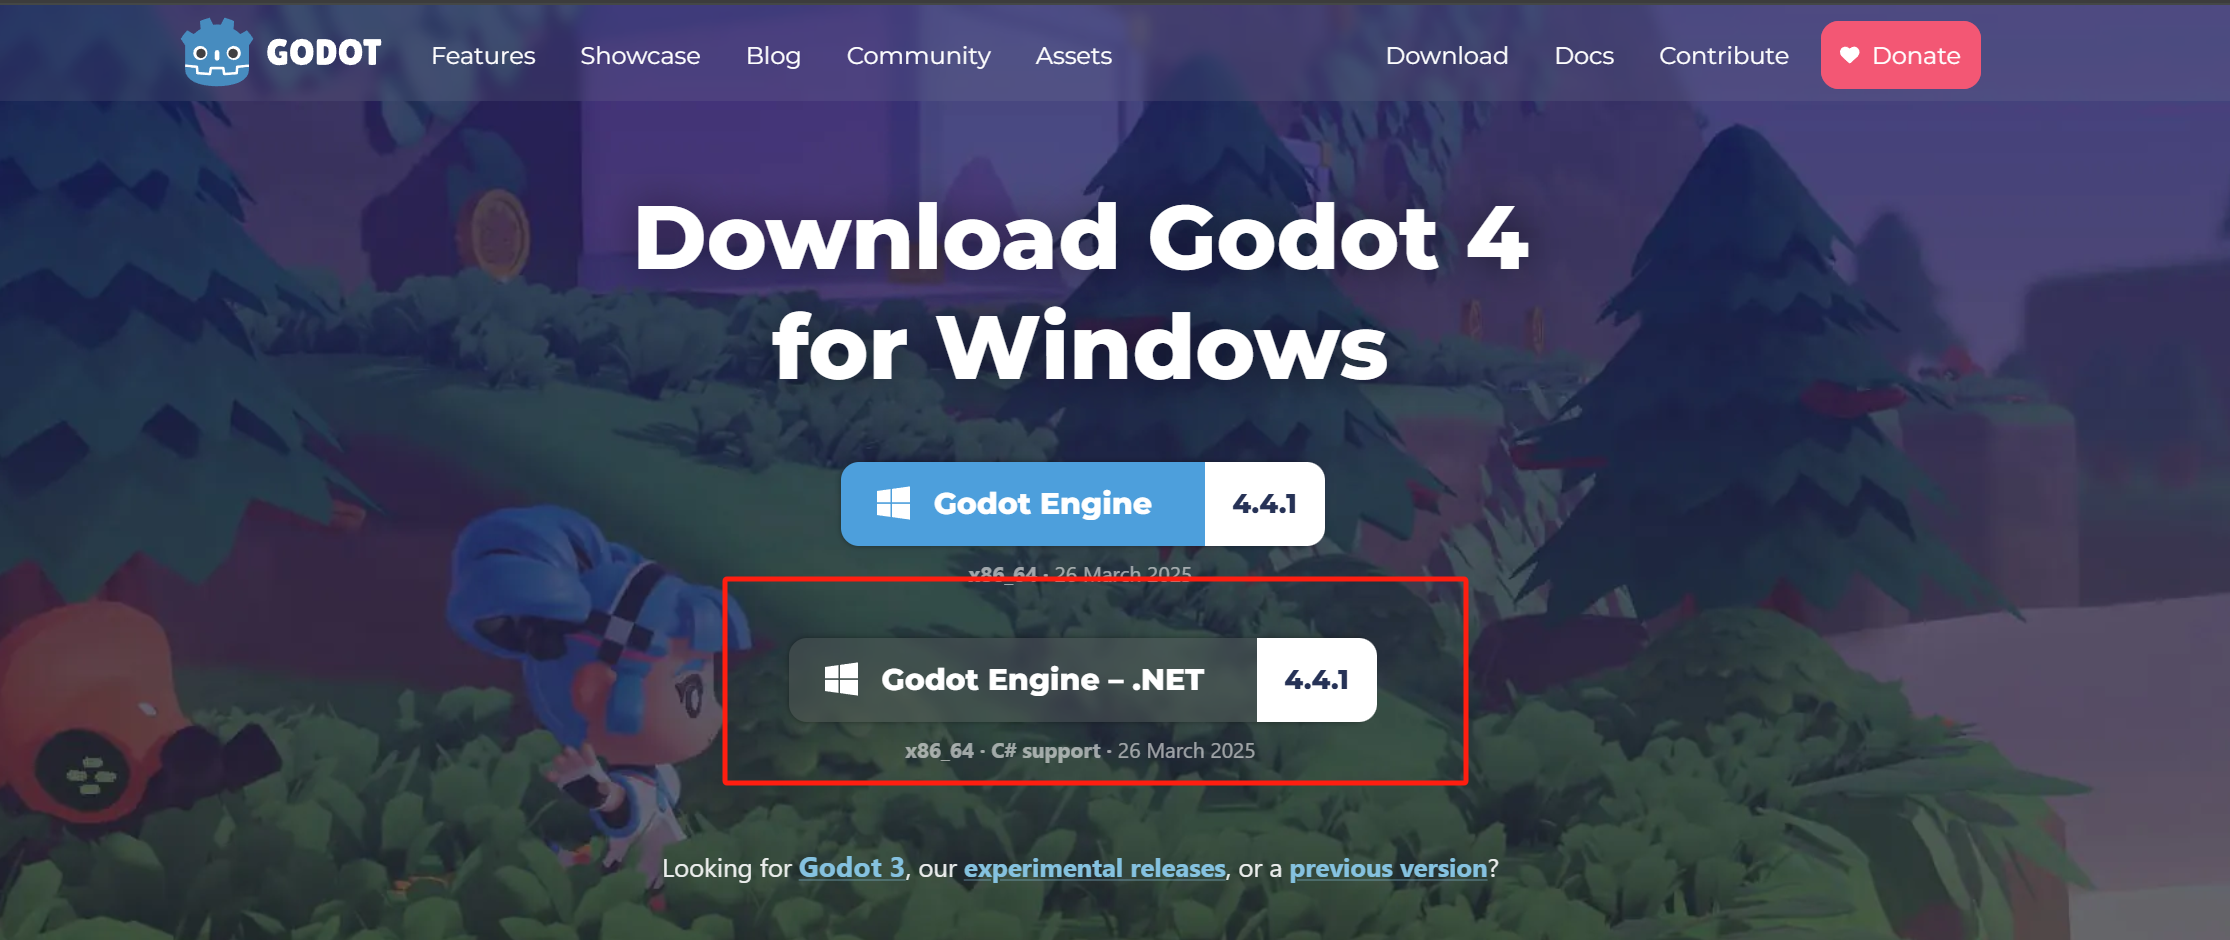 GODOT Features Showcase Blog Community Assets Download Docs Contribute Donate
Download Godot 4
for Windows
Godot Engine 4.4.1
x86_64 · 26 March 2025
Godot Engine – .NET 4.4.1
x86_64 · C# support · 26 March 2025
Looking for Godot 3, our experimental releases, or a previous version?